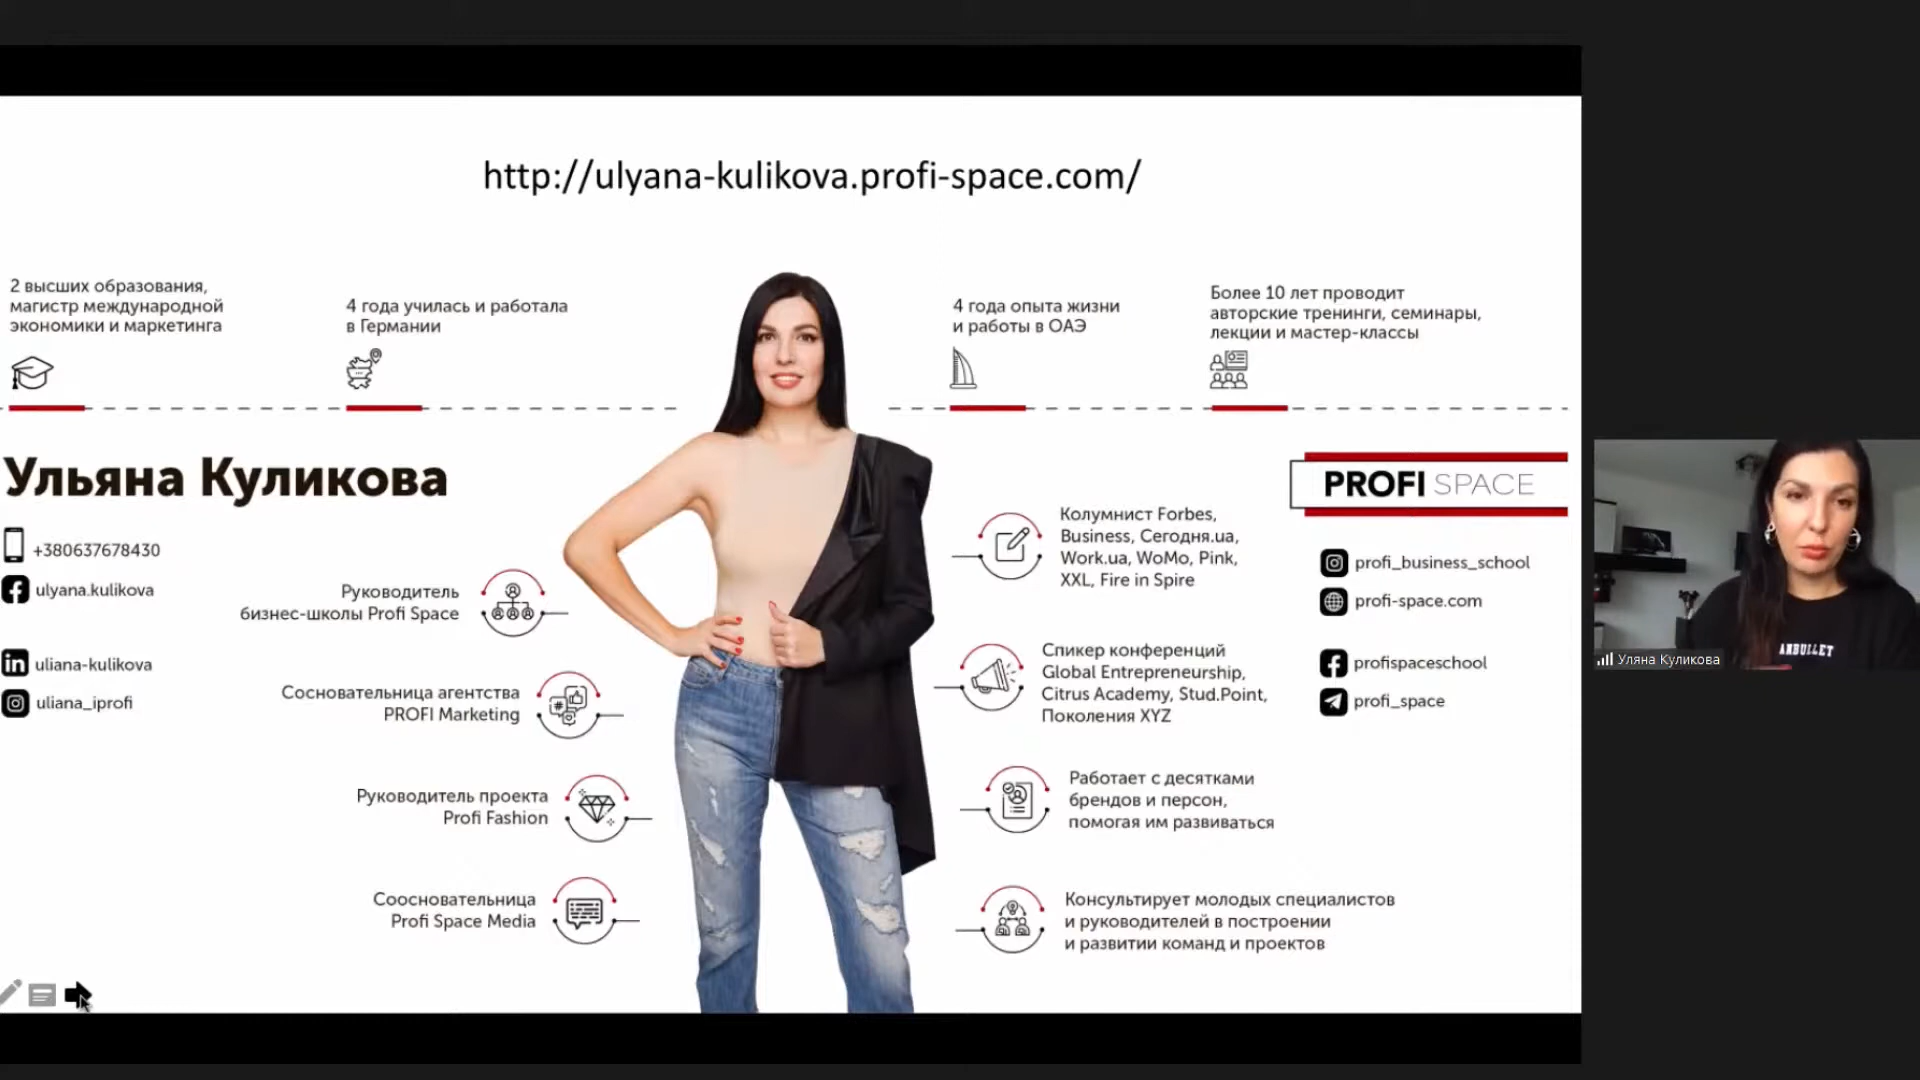 http://ulyana-kulikova.profi-space.com/
2 высших образования,
магистр международной
экономики и маркетинга
4 года училась и работала
в Германии
4 года опыта жизни
и работы в ОАЭ
Более 10 лет проводит
авторские тренинги, семинары,
лекции и мастер-классы
Ульяна Куликова
+380637678430
ulyana.kulikova
uliana-kulikova
uliana_iprofi
Руководитель
бизнес-школы Profi Space
Сосновательница агентства
PROFI Marketing
Руководитель проекта
Profi Fashion
Соосновательница
Profi Space Media
Колумнист Forbes,
Business, Сегодня.ua,
Work.ua, WoMo, Pink,
XXL, Fire in Spire
Спикер конференций
Global Entrepreneurship,
Citrus Academy, Stud.Point,
Поколения XYZ
Работает с десятками
брендов и персон,
помогая им развиваться
Консультирует молодых специалистов
и руководителей в построении
и развитии команд и проектов
PROFI SPACE
profi_business_school
profi-space.com
profispaceschool
profi_space
Уляна Куликова